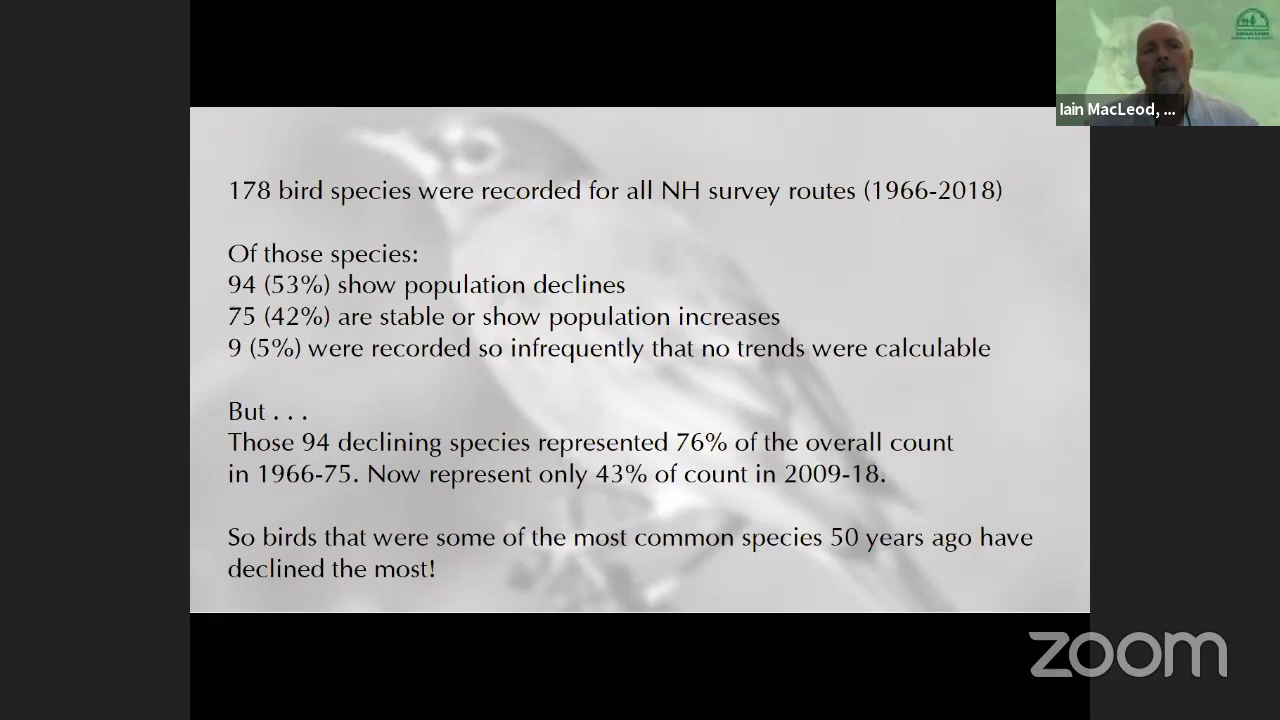 178 bird species were recorded for all NH survey routes (1966-2018)
Of those species:
94 (53%) show population declines
75 (42%) are stable or show population increases
9 (5%) were recorded so infrequently that no trends were calculable
But . . .
Those 94 declining species represented 76% of the overall count
in 1966-75. Now represent only 43% of count in 2009-18.
So birds that were some of the most common species 50 years ago have
declined the most!
Iain MacLeod, ...
zoom